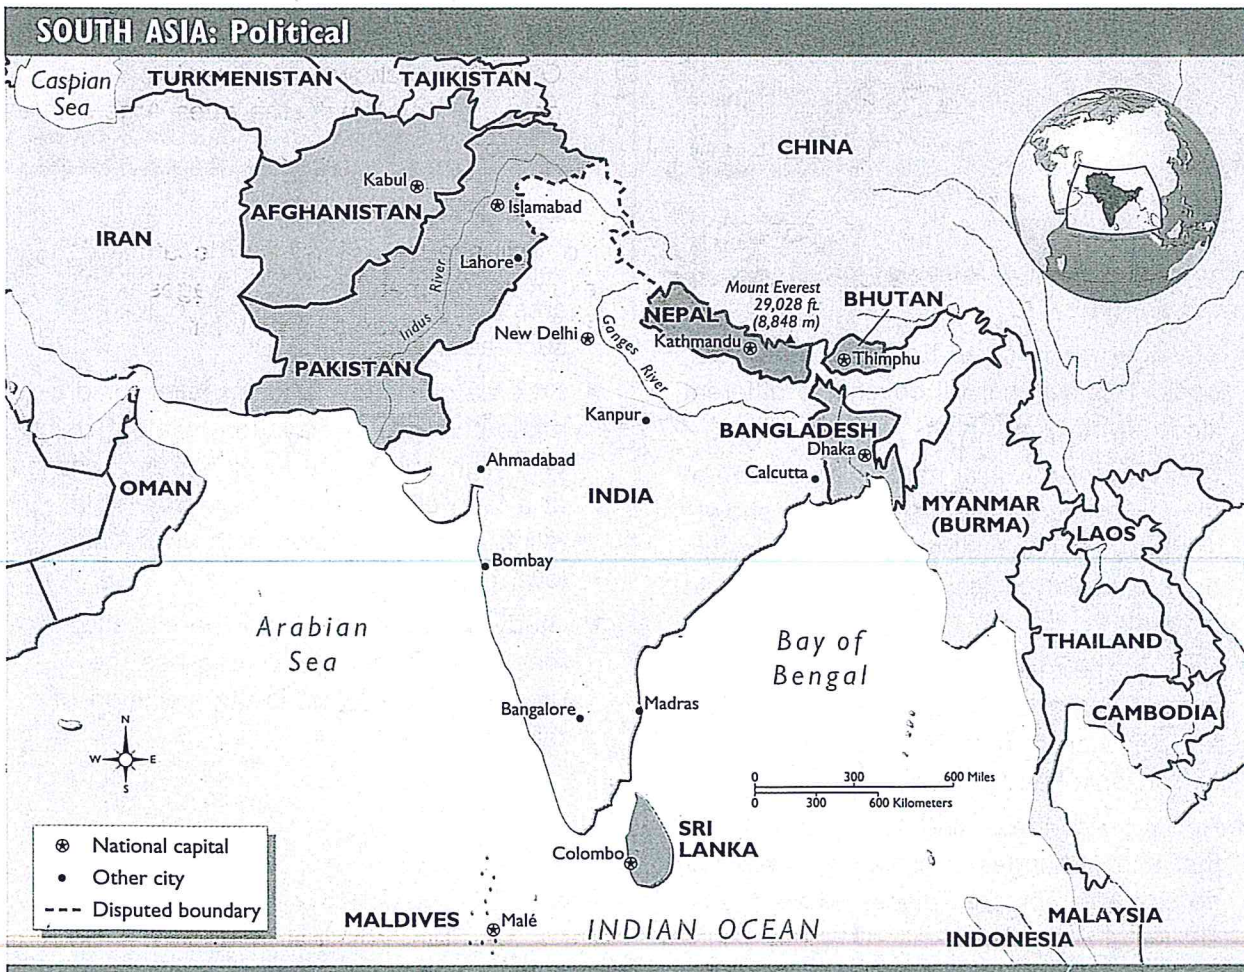 SOUTH ASIA: Political
Caspian
Sea
TURKMENISTAN
TAJIKISTAN
CHINA
Kabul
AFGHANISTAN
Islamabad
IRAN
Lahore
River
Indus
Mount Everest
29,028 ft.
(8,848 m)
BHUTAN
NEPAL
New Delhi
Ganges
River
Kathmandu
Thimphu
PAKISTAN
Kanpur
BANGLADESH
Dhaka
Ahmadabad
Calcutta
OMAN
INDIA
MYANMAR
(BURMA)
LAOS
Bombay
Arabian
Sea
Bay of
Bengal
THAILAND
Bangalore
Madras
CAMBODIA
N
W E
S
0 300 600 Miles
0 300 600 Kilometers
National capital
Other city
Disputed boundary
SRI
LANKA
Colombo
MALDIVES
Malé
INDIAN OCEAN
MALAYSIA
INDONESIA